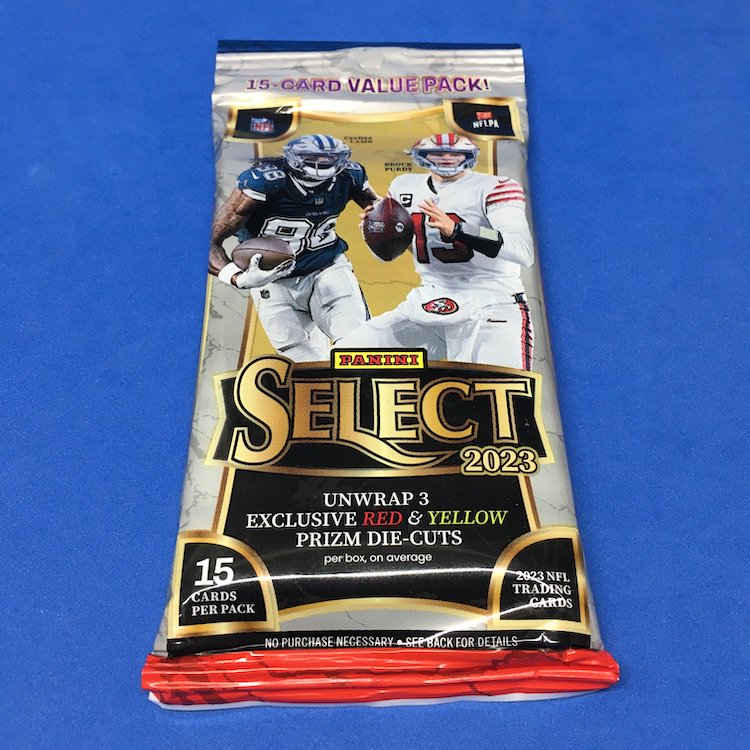 15-CARD VALUE PACK!
NFL
NFLPA
CEEDEE
LAMB
BROCK
PURDY
88
C
13
PANINI
SELECT
2023
UNWRAP 3
EXCLUSIVE RED & YELLOW
PRIZM DIE-CUTS
per box, on average
15
CARDS
PER PACK
2023 NFL
TRADING
CARDS
NO PURCHASE NECESSARY • SEE BACK FOR DETAILS